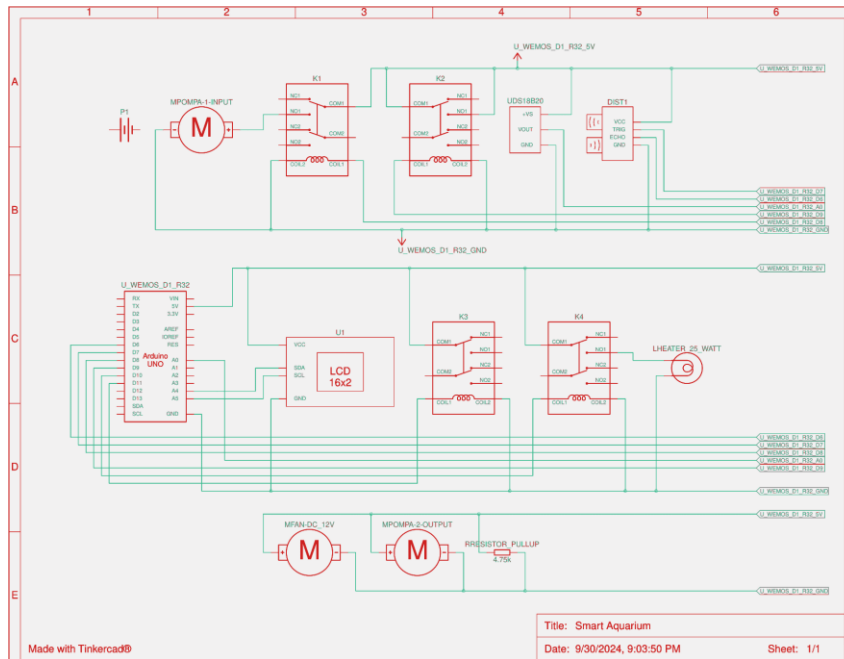 1 2 3 4 5 6
A
B
C
D
E
U_WEMOS_D1_R32_5V
U_WEMOS_D1_R32_5V
K1
K2
MPOMPA-1-INPUT
UDS18B20
DIST1
P1
M
NC1
NO1
NC2
NO2
COM1
COM2
COIL2
COIL1
COM1
COM2
COIL1
NC1
NO1
NC2
NO2
COIL2
+VS
VOUT
GND
VCC
TRIG
ECHO
GND
U_WEMOS_D1_R32_D7
U_WEMOS_D1_R32_D6
U_WEMOS_D1_R32_A0
U_WEMOS_D1_R32_GND
U_WEMOS_D1_R32_GND
U_WEMOS_D1_R32_5V
U_WEMOS_D1_R32
RX
TX
D2
D3
D4
D5
D6
D7
D8
D9
D10
D11
D12
D13
SDA
SCL
Arduino
UNO
VIN
5V
3.3V
AREF
IOREF
RES
A0
A1
A2
A3
A4
A5
GND
U1
VCC
SDA
SCL
GND
LCD
16x2
K3
COM1
COM2
COIL1
NC1
NO1
NC2
NO2
COIL2
K4
COM1
COM2
COIL1
NC1
NO1
NC2
NO2
COIL2
LHEATER_25_WATT
U_WEMOS_D1_R32_D7
U_WEMOS_D1_R32_A0
U_WEMOS_D1_R32_GND
U_WEMOS_D1_R32_5V
MFAN-DC_12V
M
MPOMPA-2-OUTPUT
M
RRESISTOR_PULLUP
4.75k
U_WEMOS_D1_R32_GND
Made with Tinkercad®
Title: Smart Aquarium
Date: 9/30/2024, 9:03:50 PM
Sheet: 1/1